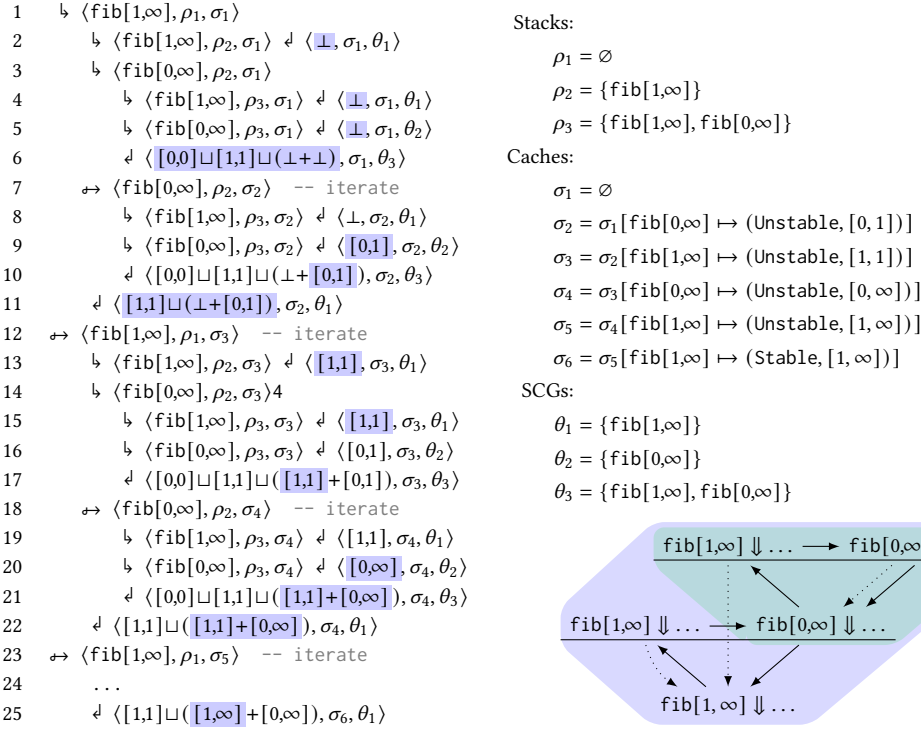 1 ↳ ⟨fib[1,∞], ρ₁, σ₁⟩
2 ↳ ⟨fib[1,∞], ρ₂, σ₁⟩ ↲ ⟨⊥, σ₁, θ₁⟩
3 ↳ ⟨fib[0,∞], ρ₂, σ₁⟩
4 ↳ ⟨fib[1,∞], ρ₃, σ₁⟩ ↲ ⟨⊥, σ₁, θ₁⟩
5 ↳ ⟨fib[0,∞], ρ₃, σ₁⟩ ↲ ⟨⊥, σ₁, θ₂⟩
6 ↲ ⟨[0,0]⊔[1,1]⊔(⊥+⊥), σ₁, θ₃⟩
7 ↫ ⟨fib[0,∞], ρ₂, σ₂⟩ -- iterate
8 ↳ ⟨fib[1,∞], ρ₃, σ₂⟩ ↲ ⟨⊥, σ₂, θ₁⟩
9 ↳ ⟨fib[0,∞], ρ₃, σ₂⟩ ↲ ⟨[0,1], σ₂, θ₂⟩
10 ↲ ⟨[0,0]⊔[1,1]⊔(⊥+[0,1]), σ₂, θ₃⟩
11 ↲ ⟨[1,1]⊔(⊥+[0,1]), σ₂, θ₁⟩
12 ↫ ⟨fib[1,∞], ρ₁, σ₃⟩ -- iterate
13 ↳ ⟨fib[1,∞], ρ₂, σ₃⟩ ↲ ⟨[1,1], σ₃, θ₁⟩
14 ↳ ⟨fib[0,∞], ρ₂, σ₃⟩4
15 ↳ ⟨fib[1,∞], ρ₃, σ₃⟩ ↲ ⟨[1,1], σ₃, θ₁⟩
16 ↳ ⟨fib[0,∞], ρ₃, σ₃⟩ ↲ ⟨[0,1], σ₃, θ₂⟩
17 ↲ ⟨[0,0]⊔[1,1]⊔([1,1]+[0,1]), σ₃, θ₃⟩
18 ↫ ⟨fib[0,∞], ρ₂, σ₄⟩ -- iterate
19 ↳ ⟨fib[1,∞], ρ₃, σ₄⟩ ↲ ⟨[1,1], σ₄, θ₁⟩
20 ↳ ⟨fib[0,∞], ρ₃, σ₄⟩ ↲ ⟨[0,∞], σ₄, θ₂⟩
21 ↲ ⟨[0,0]⊔[1,1]⊔([1,1]+[0,∞]), σ₄, θ₃⟩
22 ↲ ⟨[1,1]⊔([1,1]+[0,∞]), σ₄, θ₁⟩
23 ↫ ⟨fib[1,∞], ρ₁, σ₅⟩ -- iterate
24 ...
25 ↲ ⟨[1,1]⊔([1,∞]+[0,∞]), σ₆, θ₁⟩
Stacks:
ρ₁ = ∅
ρ₂ = {fib[1,∞]}
ρ₃ = {fib[1,∞], fib[0,∞]}
Caches:
σ₁ = ∅
σ₂ = σ₁[fib[0,∞] ↦ (Unstable, [0, 1])]
σ₃ = σ₂[fib[1,∞] ↦ (Unstable, [1, 1])]
σ₄ = σ₃[fib[0,∞] ↦ (Unstable, [0, ∞))]
σ₅ = σ₄[fib[1,∞] ↦ (Unstable, [1, ∞))]
σ₆ = σ₅[fib[1,∞] ↦ (Stable, [1, ∞))]
SCGs:
θ₁ = {fib[1,∞]}
θ₂ = {fib[0,∞]}
θ₃ = {fib[1,∞], fib[0,∞]}
fib[1,∞] ⇓ ... fib[0,∞
fib[1,∞] ⇓ ... fib[0,∞] ⇓ ...
fib[1, ∞] ⇓ ...